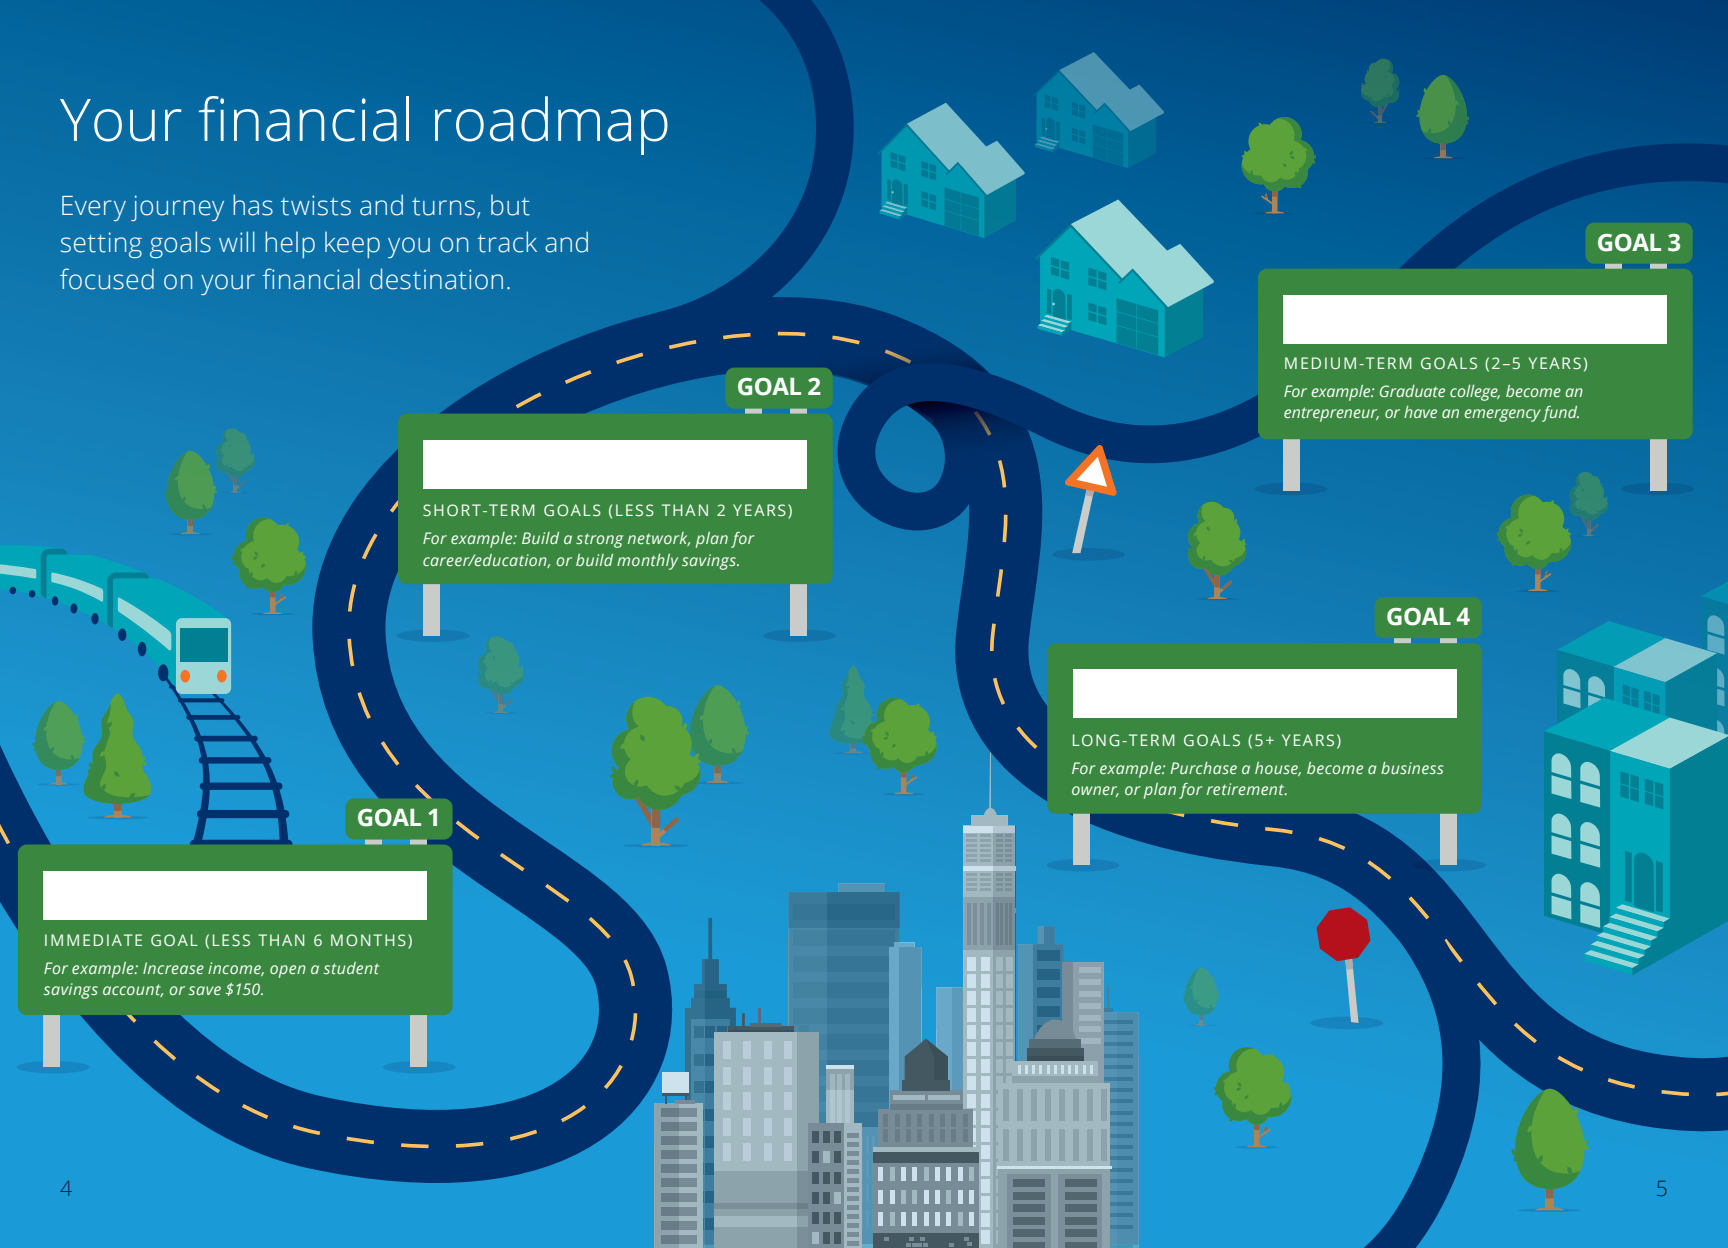 Your financial roadmap
Every journey has twists and turns, but
setting goals will help keep you on track and
focused on your financial destination.
GOAL 1
IMMEDIATE GOAL (LESS THAN 6 MONTHS)
For example: Increase income, open a student
savings account, or save $150.
GOAL 2
SHORT-TERM GOALS (LESS THAN 2 YEARS)
For example: Build a strong network, plan for
career/education, or build monthly savings.
GOAL 3
MEDIUM-TERM GOALS (2–5 YEARS)
For example: Graduate college, become an
entrepreneur, or have an emergency fund.
GOAL 4
LONG-TERM GOALS (5+ YEARS)
For example: Purchase a house, become a business
owner, or plan for retirement.
4
5